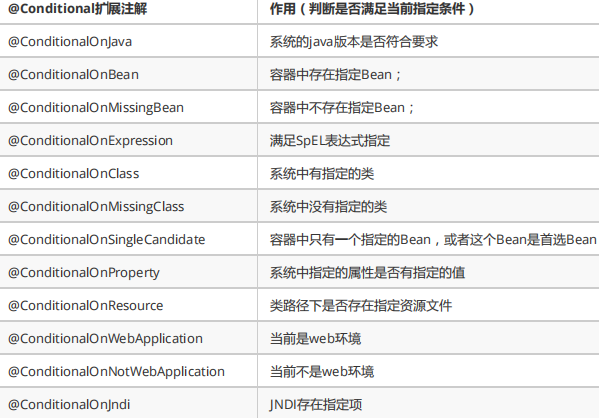 @Conditional扩展注解 作用（判断是否满足当前指定条件）
@ConditionalOnJava 系统的java版本是否符合要求
@ConditionalOnBean 容器中存在指定Bean；
@ConditionalOnMissingBean 容器中不存在指定Bean；
@ConditionalOnExpression 满足SpEL表达式指定
@ConditionalOnClass 系统中有指定的类
@ConditionalOnMissingClass 系统中没有指定的类
@ConditionalOnSingleCandidate 容器中只有一个指定的Bean，或者这个Bean是首选Bean
@ConditionalOnProperty 系统中指定的属性是否有指定的值
@ConditionalOnResource 类路径下是否存在指定资源文件
@ConditionalOnWebApplication 当前是web环境
@ConditionalOnNotWebApplication 当前不是web环境
@ConditionalOnJndi JNDI存在指定项